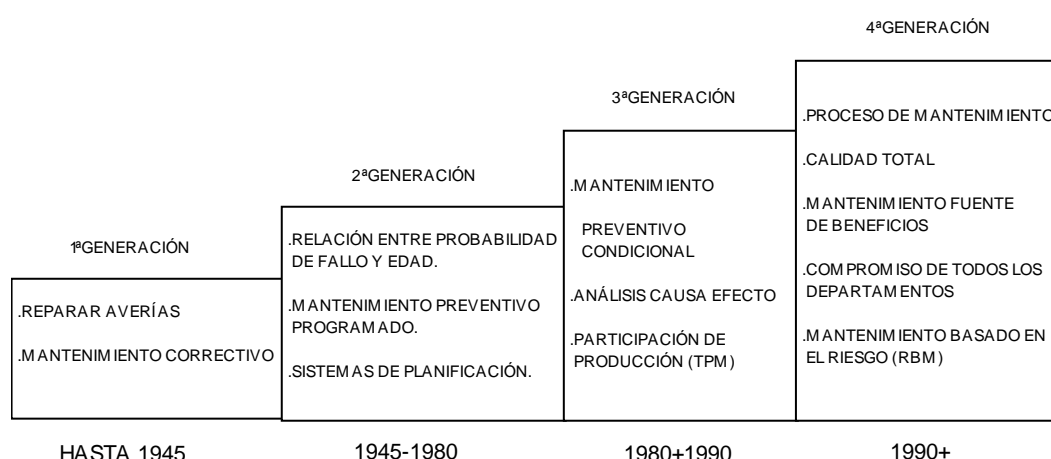 1ªGENERACIÓN
.REPARAR AVERÍAS
.MANTENIMIENTO CORRECTIVO
HASTA 1945
2ªGENERACIÓN
.RELACIÓN ENTRE PROBABILIDAD
DE FALLO Y EDAD.
.MANTENIMIENTO PREVENTIVO
PROGRAMADO.
.SISTEMAS DE PLANIFICACIÓN.
1945-1980
3ªGENERACIÓN
.MANTENIMIENTO
PREVENTIVO
CONDICIONAL
.ANÁLISIS CAUSA EFECTO
.PARTICIPACIÓN DE
PRODUCCIÓN (TPM)
1980+1990
4ªGENERACIÓN
.PROCESO DE MANTENIMIENTO
.CALIDAD TOTAL
.MANTENIMIENTO FUENTE
DE BENEFICIOS
.COMPROMISO DE TODOS LOS
DEPARTAMENTOS
.MANTENIMIENTO BASADO EN
EL RIESGO (RBM)
1990+